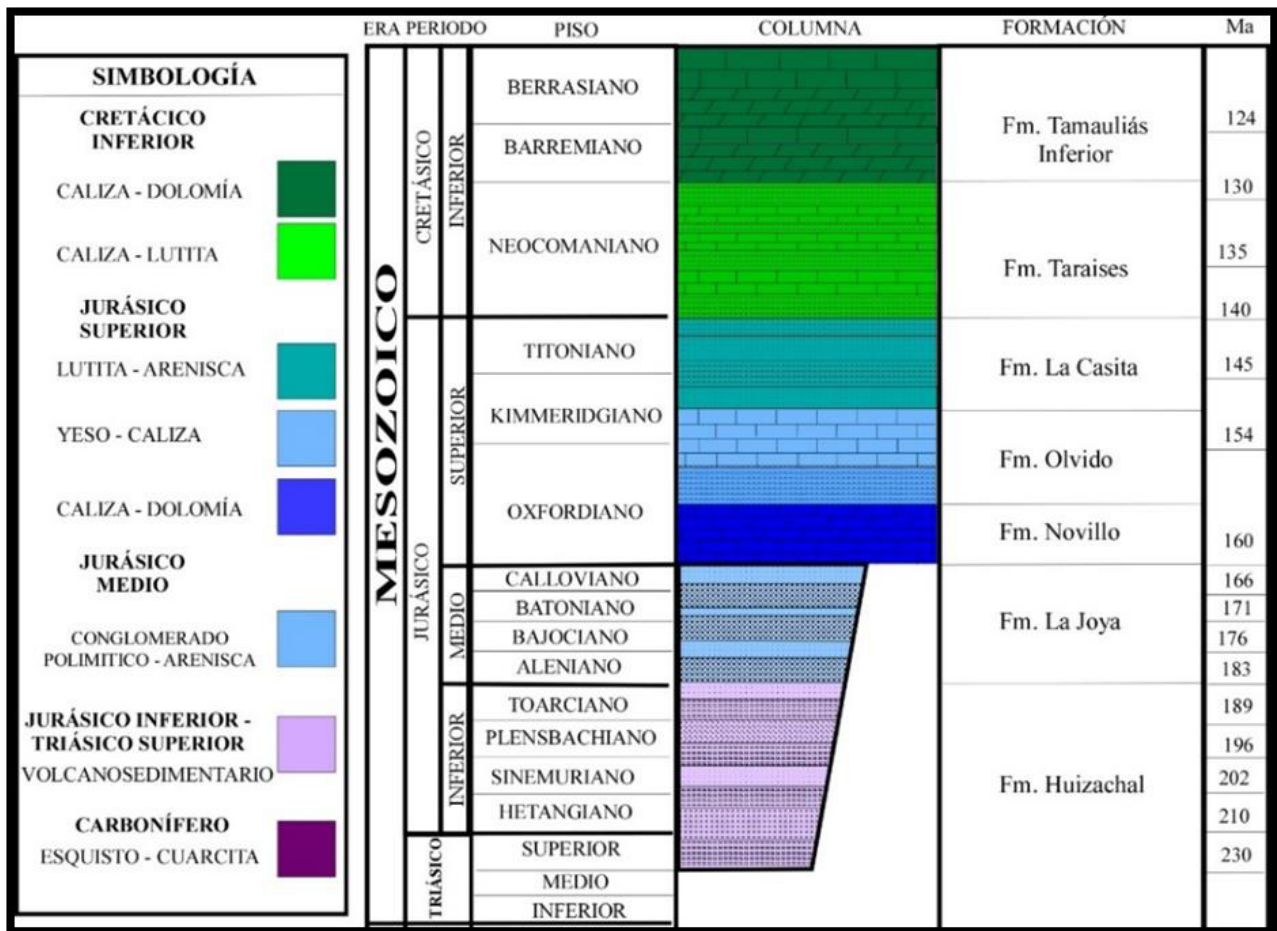 SIMBOLOGÍA
CRETÁCICO
INFERIOR
CALIZA - DOLOMÍA
CALIZA - LUTITA
JURÁSICO
SUPERIOR
LUTITA - ARENISCA
YESO - CALIZA
CALIZA - DOLOMÍA
JURÁSICO
MEDIO
CONGLOMERADO
POLIMITICO - ARENISCA
JURÁSICO INFERIOR -
TRIÁSICO SUPERIOR
VOLCANOSEDIMENTARIO
CARBONÍFERO
ESQUISTO - CUARCITA
ERA PERIODO PISO COLUMNA FORMACIÓN Ma
MESOZOICO
CRETÁSICO
INFERIOR
JURÁSICO
SUPERIOR
MEDIO
INFERIOR
TRIÁSICO
BERRASIANO
BARREMIANO
NEOCOMANIANO
TITONIANO
KIMMERIDGIANO
OXFORDIANO
CALLOVIANO
BATONIANO
BAJOCIANO
ALENIANO
TOARCIANO
PLENSBACHIANO
SINEMURIANO
HETANGIANO
SUPERIOR
MEDIO
INFERIOR
Fm. Tamauliás
Inferior
Fm. Taraises
Fm. La Casita
Fm. Olvido
Fm. Novillo
Fm. La Joya
Fm. Huizachal
124
130
135
140
145
154
160
166
171
176
183
189
196
202
210
230